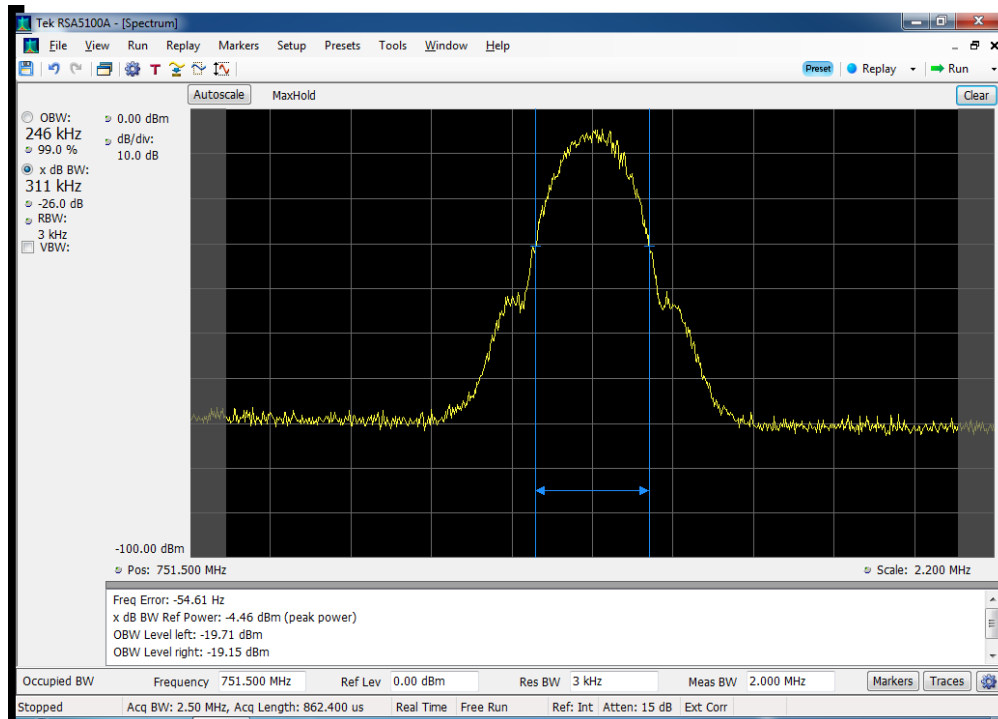 Tek RSA5100A - [Spectrum]
File View Run Replay Markers Setup Presets Tools Window Help
T
Preset Replay Run
Autoscale MaxHold Clear
OBW:
246 kHz
99.0 %
x dB BW:
311 kHz
-26.0 dB
RBW:
3 kHz
VBW:
0.00 dBm
dB/div:
10.0 dB
-100.00 dBm
Pos: 751.500 MHz Scale: 2.200 MHz
Freq Error: -54.61 Hz
x dB BW Ref Power: -4.46 dBm (peak power)
OBW Level left: -19.71 dBm
OBW Level right: -19.15 dBm
Occupied BW Frequency 751.500 MHz Ref Lev 0.00 dBm Res BW 3 kHz Meas BW 2.000 MHz Markers Traces
Stopped Acq BW: 2.50 MHz, Acq Length: 862.400 us Real Time Free Run Ref: Int Atten: 15 dB Ext Corr